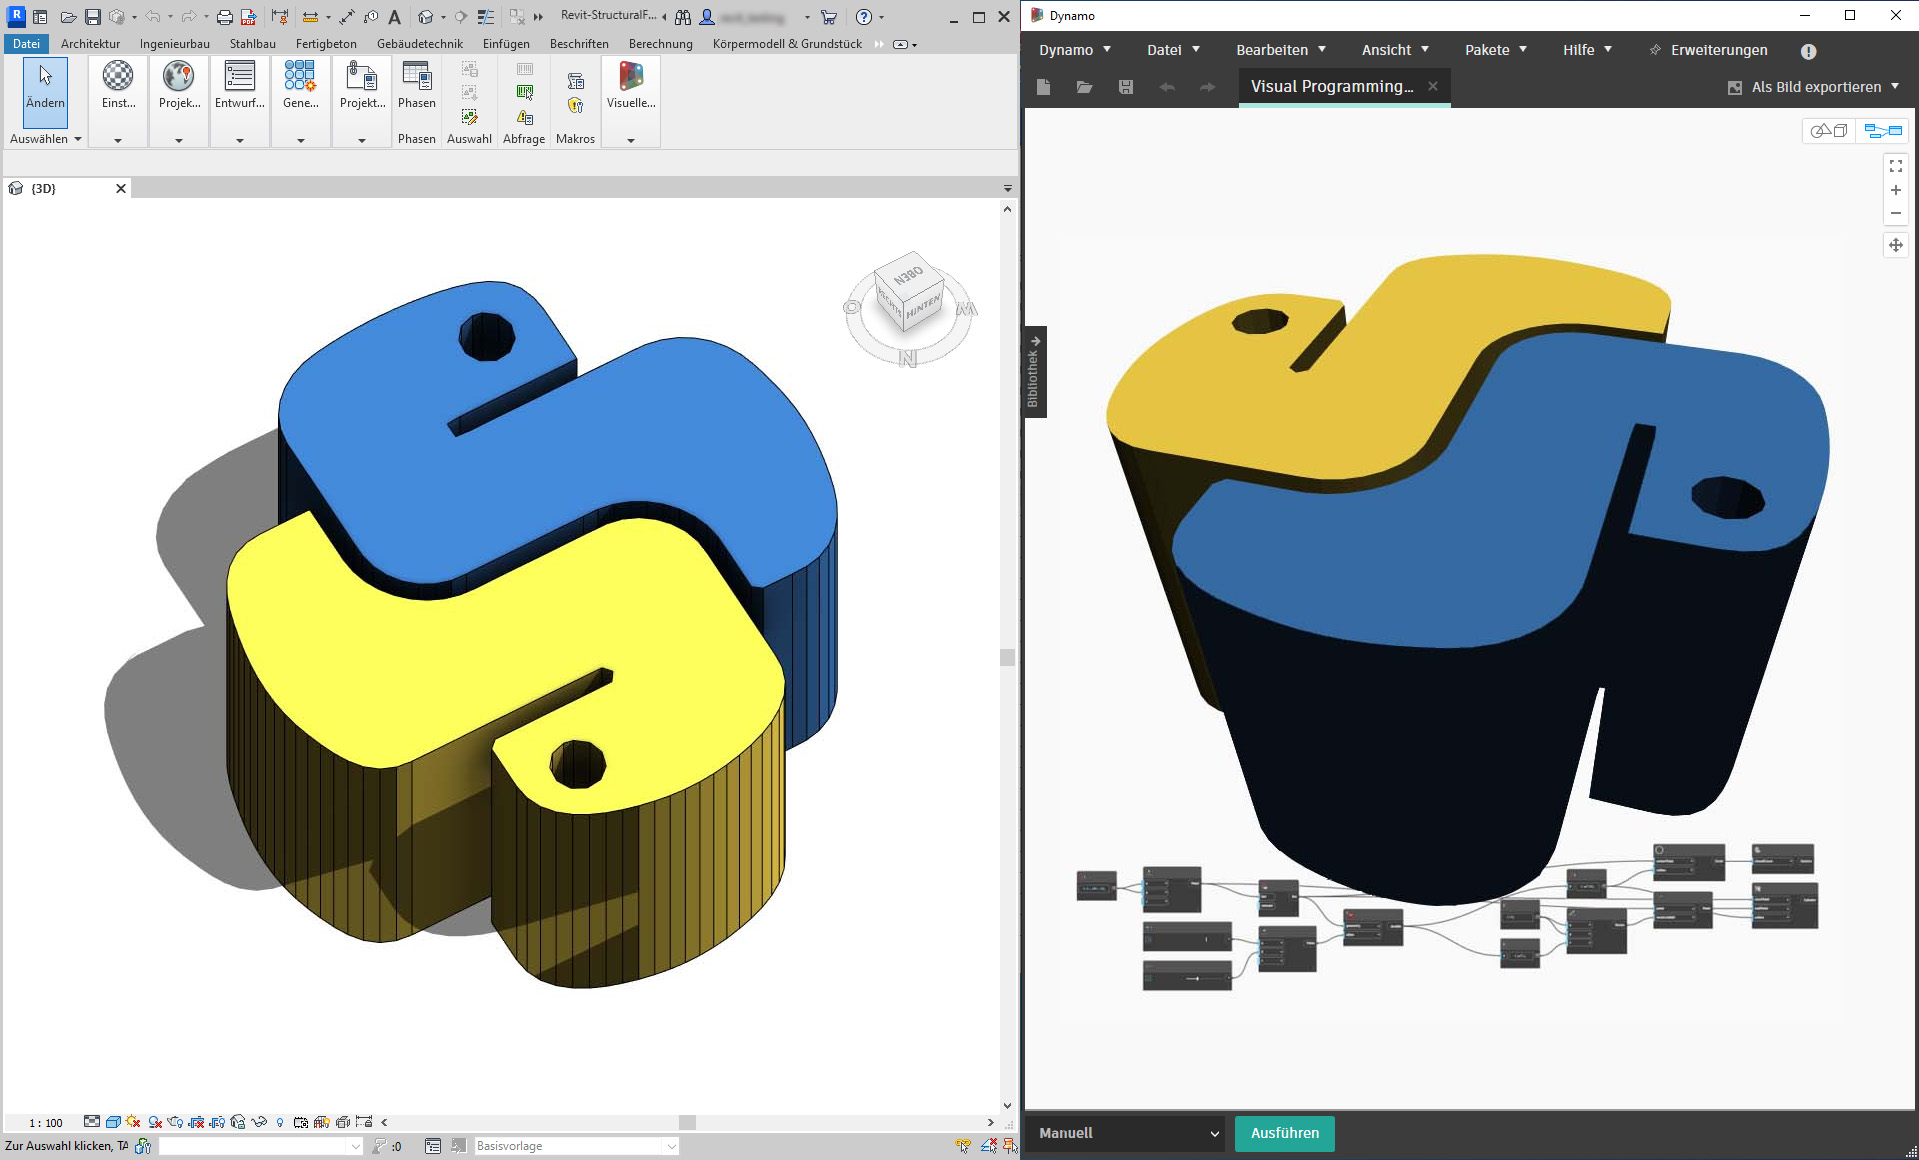 Revit-StructuralF...
Datei Architektur Ingenieurbau Stahlbau Fertigbeton Gebäudetechnik Einfügen Beschriften Berechnung Körpermodell & Grundstück
Ändern Einst... Projek... Entwurf... Gene... Projekt... Phasen Visuelle...
Auswählen Phasen Auswahl Abfrage Makros
{3D}
OBEN
RECHTS HINTEN
O
N
1 : 100
Zur Auswahl klicken, TA
:0
Basisvorlage
Dynamo
Dynamo Datei Bearbeiten Ansicht Pakete Hilfe Erweiterungen
Visual Programming...
Als Bild exportieren
Bibliothek
Manuell
Ausführen